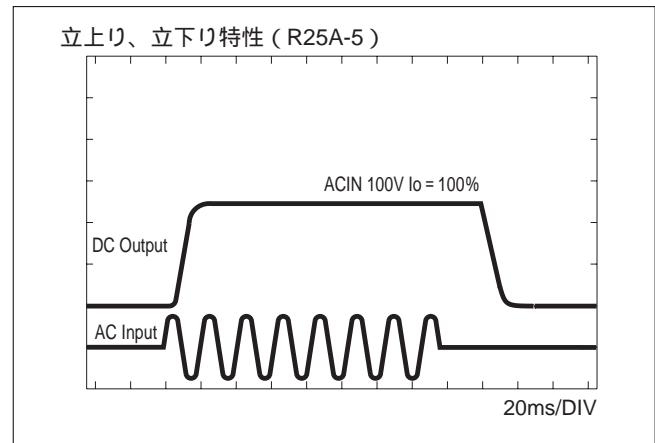 立上り、立下り特性（R25A-5）
ACIN 100V Io = 100%
DC Output
AC Input
20ms/DIV